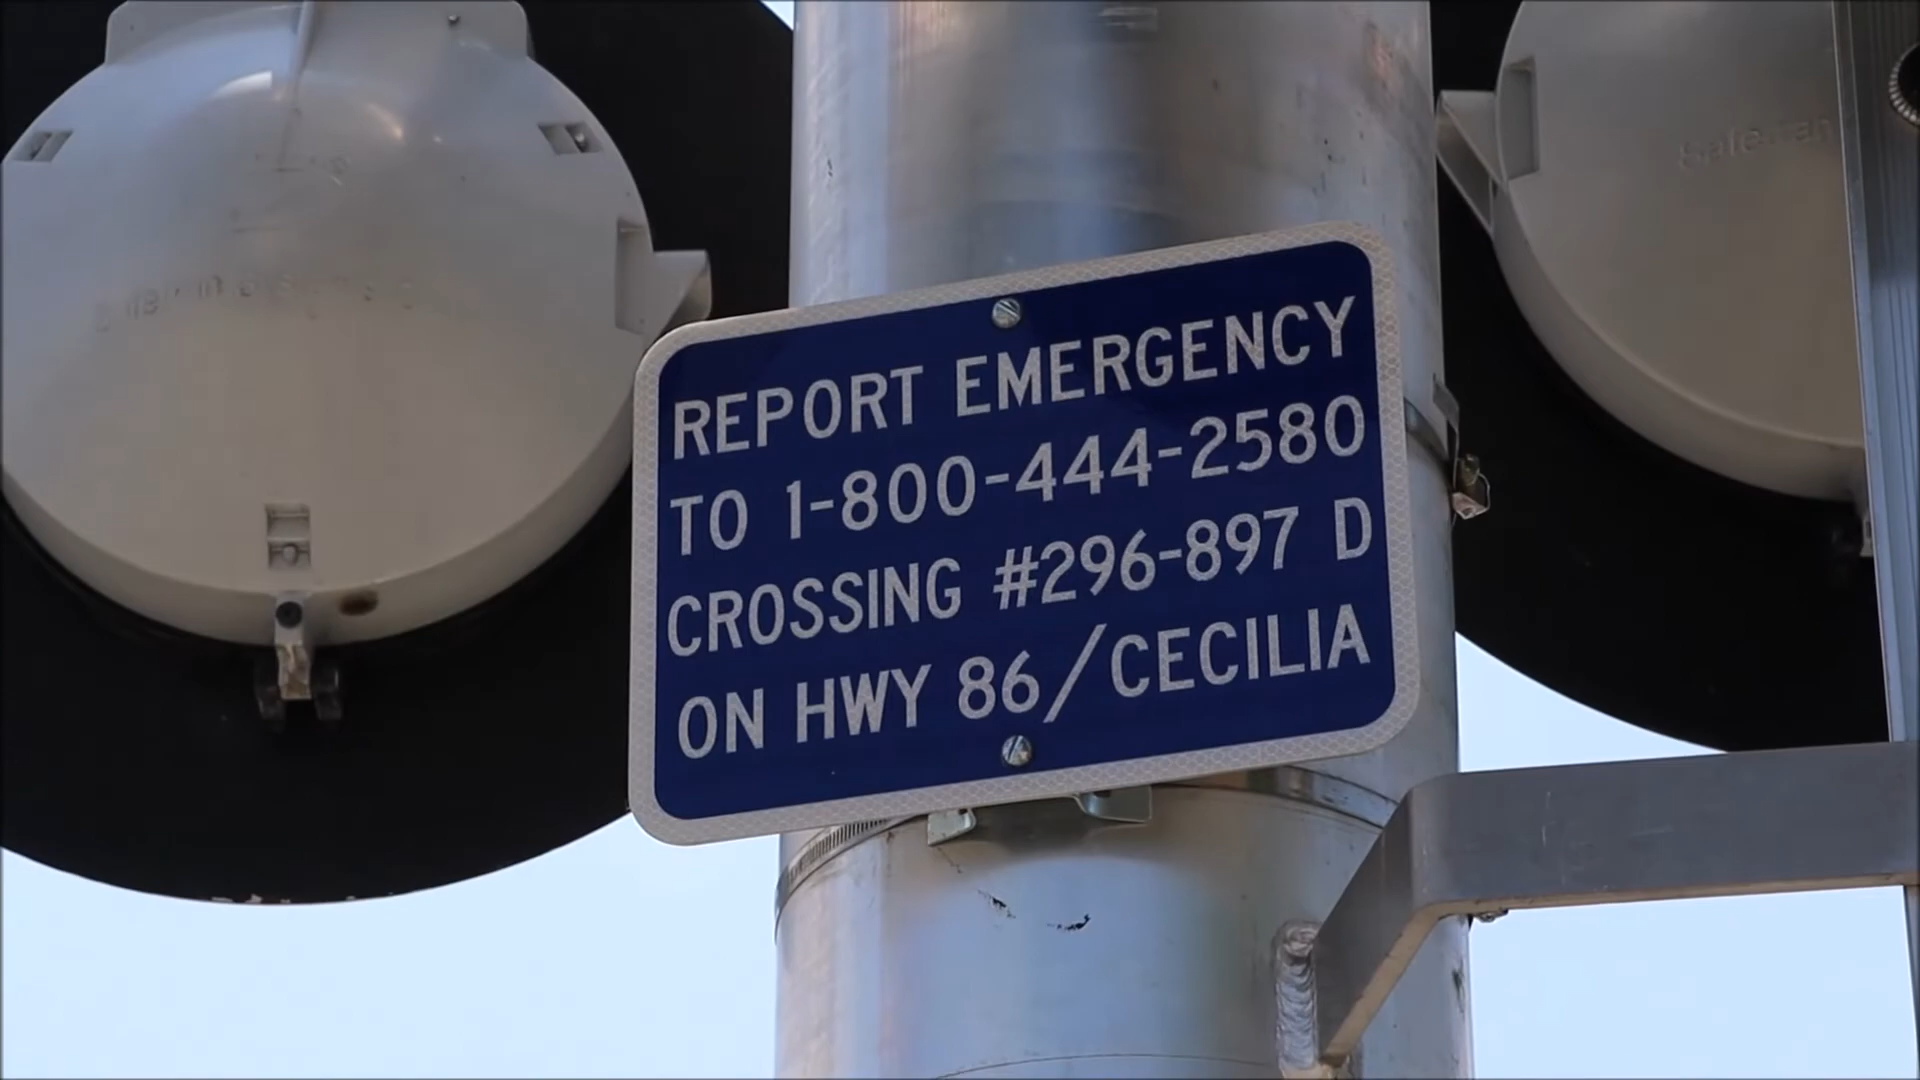 REPORT EMERGENCY
TO 1-800-444-2580
CROSSING #296-897 D
ON HWY 86/CECILIA